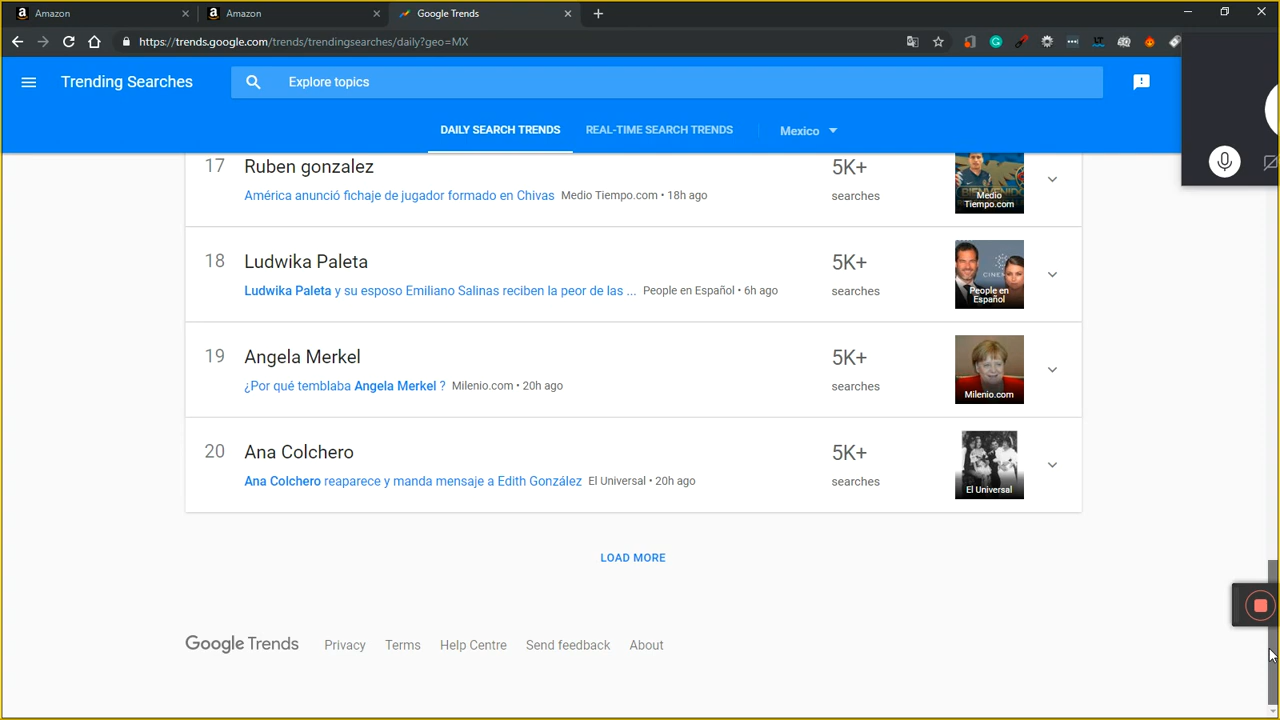 Amazon
Amazon
Google Trends
https://trends.google.com/trends/trendingsearches/daily?geo=MX
Trending Searches
Explore topics
DAILY SEARCH TRENDS
REAL-TIME SEARCH TRENDS
Mexico
17
Ruben gonzalez
5K+
América anunció fichaje de jugador formado en Chivas Medio Tiempo.com • 18h ago
searches
Medio
Tiempo.com
18
Ludwika Paleta
5K+
Ludwika Paleta y su esposo Emiliano Salinas reciben la peor de las ... People en Español • 6h ago
searches
People en
Español
19
Angela Merkel
5K+
¿Por qué temblaba Angela Merkel ? Milenio.com • 20h ago
searches
Milenio.com
20
Ana Colchero
5K+
Ana Colchero reaparece y manda mensaje a Edith González El Universal • 20h ago
searches
El Universal
LOAD MORE
Google Trends
Privacy
Terms
Help Centre
Send feedback
About